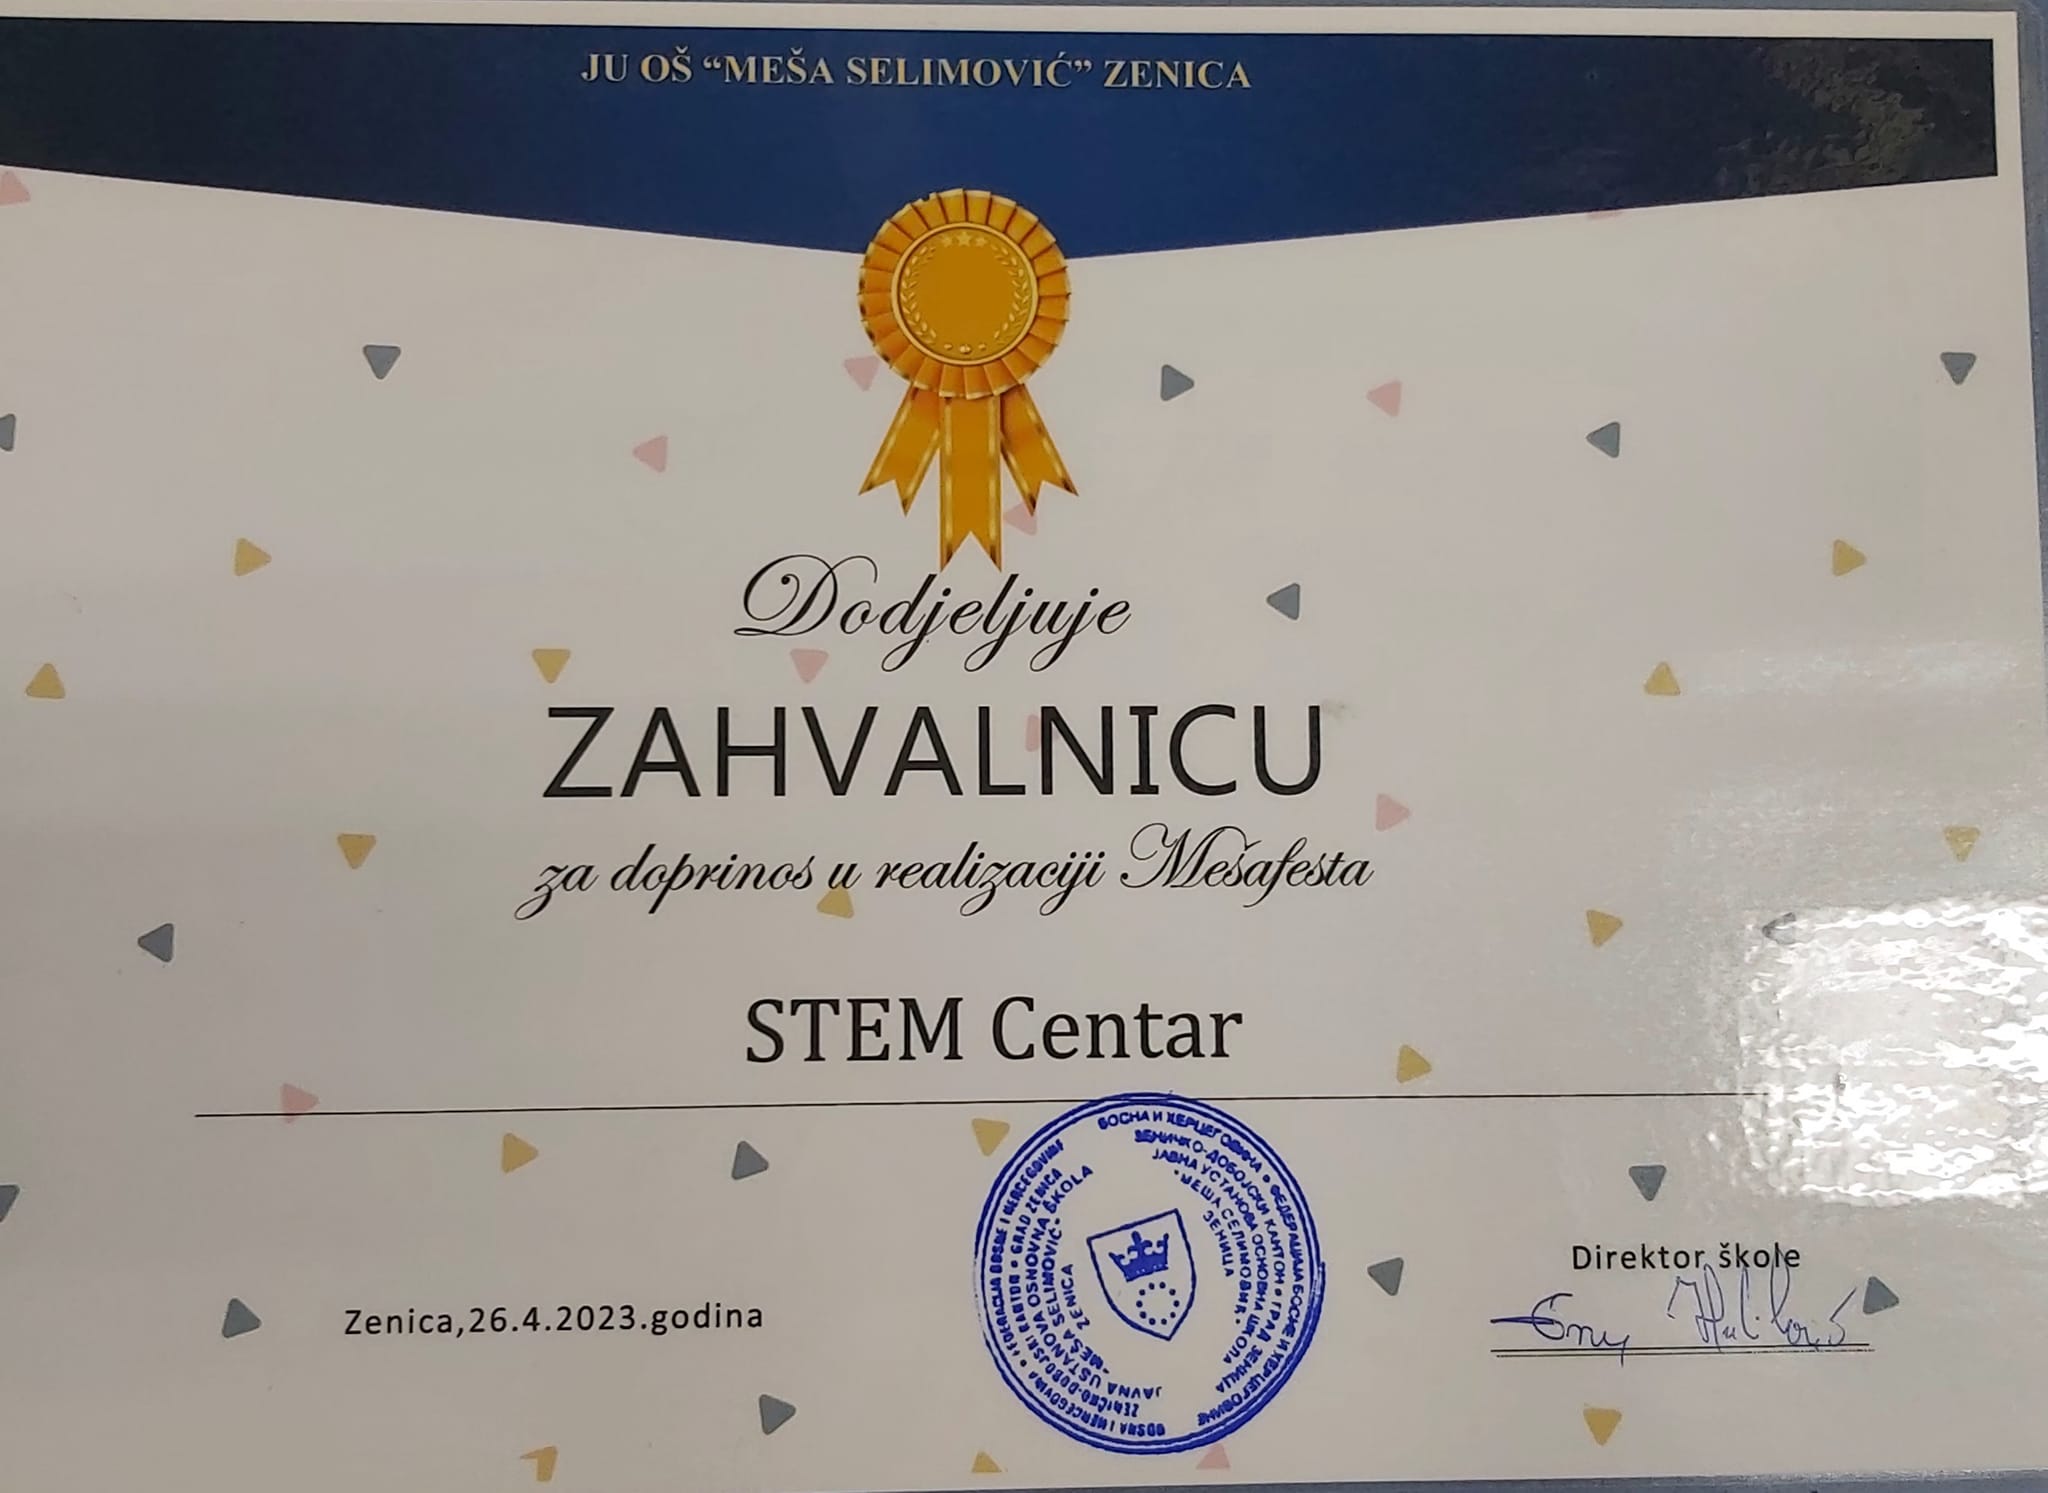 JU OŠ “MEŠA SELIMOVIĆ” ZENICA
Dodjeljuje
ZAHVALNICU
za doprinos u realizaciji Mešafesta
STEM Centar
Zenica,26.4.2023.godina
BOSNA I HERCEGOVINA • FEDERACIJA BOSNE I HERCEGOVINE
ZENIČKO-DOBOJSKI KANTON • GRAD ZENICA
JAVNA USTANOVA OSNOVNA ŠKOLA
"MEŠA SELIMOVIĆ"
ZENICA
БОСНА И ХЕРЦЕГОВИНА • ФЕДЕРАЦИЈА БОСНЕ И ХЕРЦЕГОВИНЕ
ЗЕНИЧКО-ДОБОЈСКИ КАНТОН • ГРАД ЗЕНИЦА
ЈАВНА УСТАНОВА ОСНОВНА ШКОЛА
"МЕША СЕЛИМОВИЋ"
ЗЕНИЦА
Direktor škole